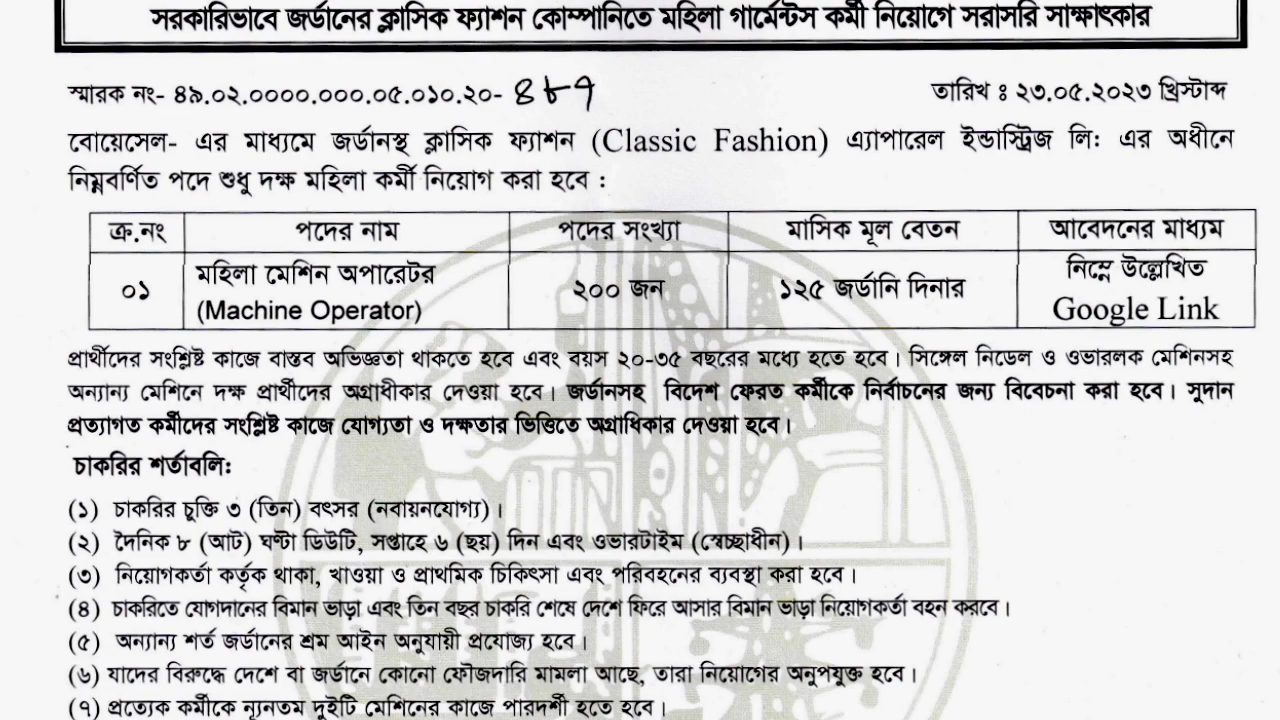 সরকারিভাবে জর্ডানের ক্লাসিক ফ্যাশন কোম্পানিতে মহিলা গার্মেন্টস কর্মী নিয়োগে সরাসরি সাক্ষাৎকার
স্মারক নং- ৪৯.০২.০০০০.০০০.০৫.০১০.২০- ৪৮৭
তারিখ ঃ ২৩.০৫.২০২৩ খ্রিস্টাব্দ
বোয়েসেল- এর মাধ্যমে জর্ডানস্থ ক্লাসিক ফ্যাশন (Classic Fashion) এ্যাপারেল ইন্ডাস্ট্রিজ লি: এর অধীনে
নিম্নবর্ণিত পদে শুধু দক্ষ মহিলা কর্মী নিয়োগ করা হবে :
ক্র.নং পদের নাম পদের সংখ্যা মাসিক মূল বেতন আবেদনের মাধ্যম
০১ মহিলা মেশিন অপারেটর (Machine Operator) ২০০ জন ১২৫ জর্ডানি দিনার নিম্নে উল্লেখিত Google Link
প্রার্থীদের সংশ্লিষ্ট কাজে বাস্তব অভিজ্ঞতা থাকতে হবে এবং বয়স ২০-৩৫ বছরের মধ্যে হতে হবে। সিঙ্গেল নিডেল ও ওভারলক মেশিনসহ
অন্যান্য মেশিনে দক্ষ প্রার্থীদের অগ্রাধীকার দেওয়া হবে। জর্ডানসহ বিদেশ ফেরত কর্মীকে নির্বাচনের জন্য বিবেচনা করা হবে। সুদান
প্রত্যাগত কর্মীদের সংশ্লিষ্ট কাজে যোগ্যতা ও দক্ষতার ভিত্তিতে অগ্রাধিকার দেওয়া হবে।
চাকরির শর্তাবলি:
(১) চাকরির চুক্তি ৩ (তিন) বৎসর (নবায়নযোগ্য)।
(২) দৈনিক ৮ (আট) ঘণ্টা ডিউটি, সপ্তাহে ৬ (ছয়) দিন এবং ওভারটাইম (স্বেচ্ছাধীন)।
(৩) নিয়োগকর্তা কর্তৃক থাকা, খাওয়া ও প্রাথমিক চিকিৎসা এবং পরিবহনের ব্যবস্থা করা হবে।
(৪) চাকরিতে যোগদানের বিমান ভাড়া এবং তিন বছর চাকরি শেষে দেশে ফিরে আসার বিমান ভাড়া নিয়োগকর্তা বহন করবে।
(৫) অন্যান্য শর্ত জর্ডানের শ্রম আইন অনুযায়ী প্রযোজ্য হবে।
(৬) যাদের বিরুদ্ধে দেশে বা জর্ডানে কোনো ফৌজদারি মামলা আছে, তারা নিয়োগের অনুপযুক্ত হবে।
(৭) প্রত্যেক কর্মীকে ন্যূনতম দুইটি মেশিনের কাজে পারদর্শী হতে হবে।